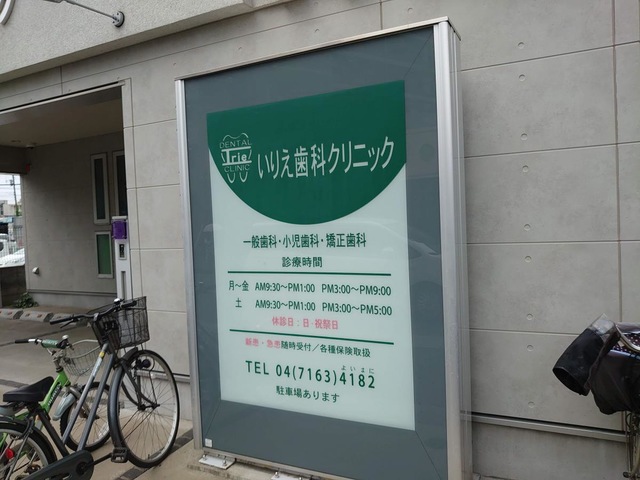 DENTAL
Irie
CLINIC
いりえ歯科クリニック
一般歯科・小児歯科・矯正歯科
診療時間
月〜金 AM9:30〜PM1:00 PM3:00〜PM9:00
土 AM9:30〜PM1:00 PM3:00〜PM5:00
休診日：日・祝祭日
新患・急患随時受付／各種保険取扱
よいはに
TEL 04(7163)4182
駐車場あります